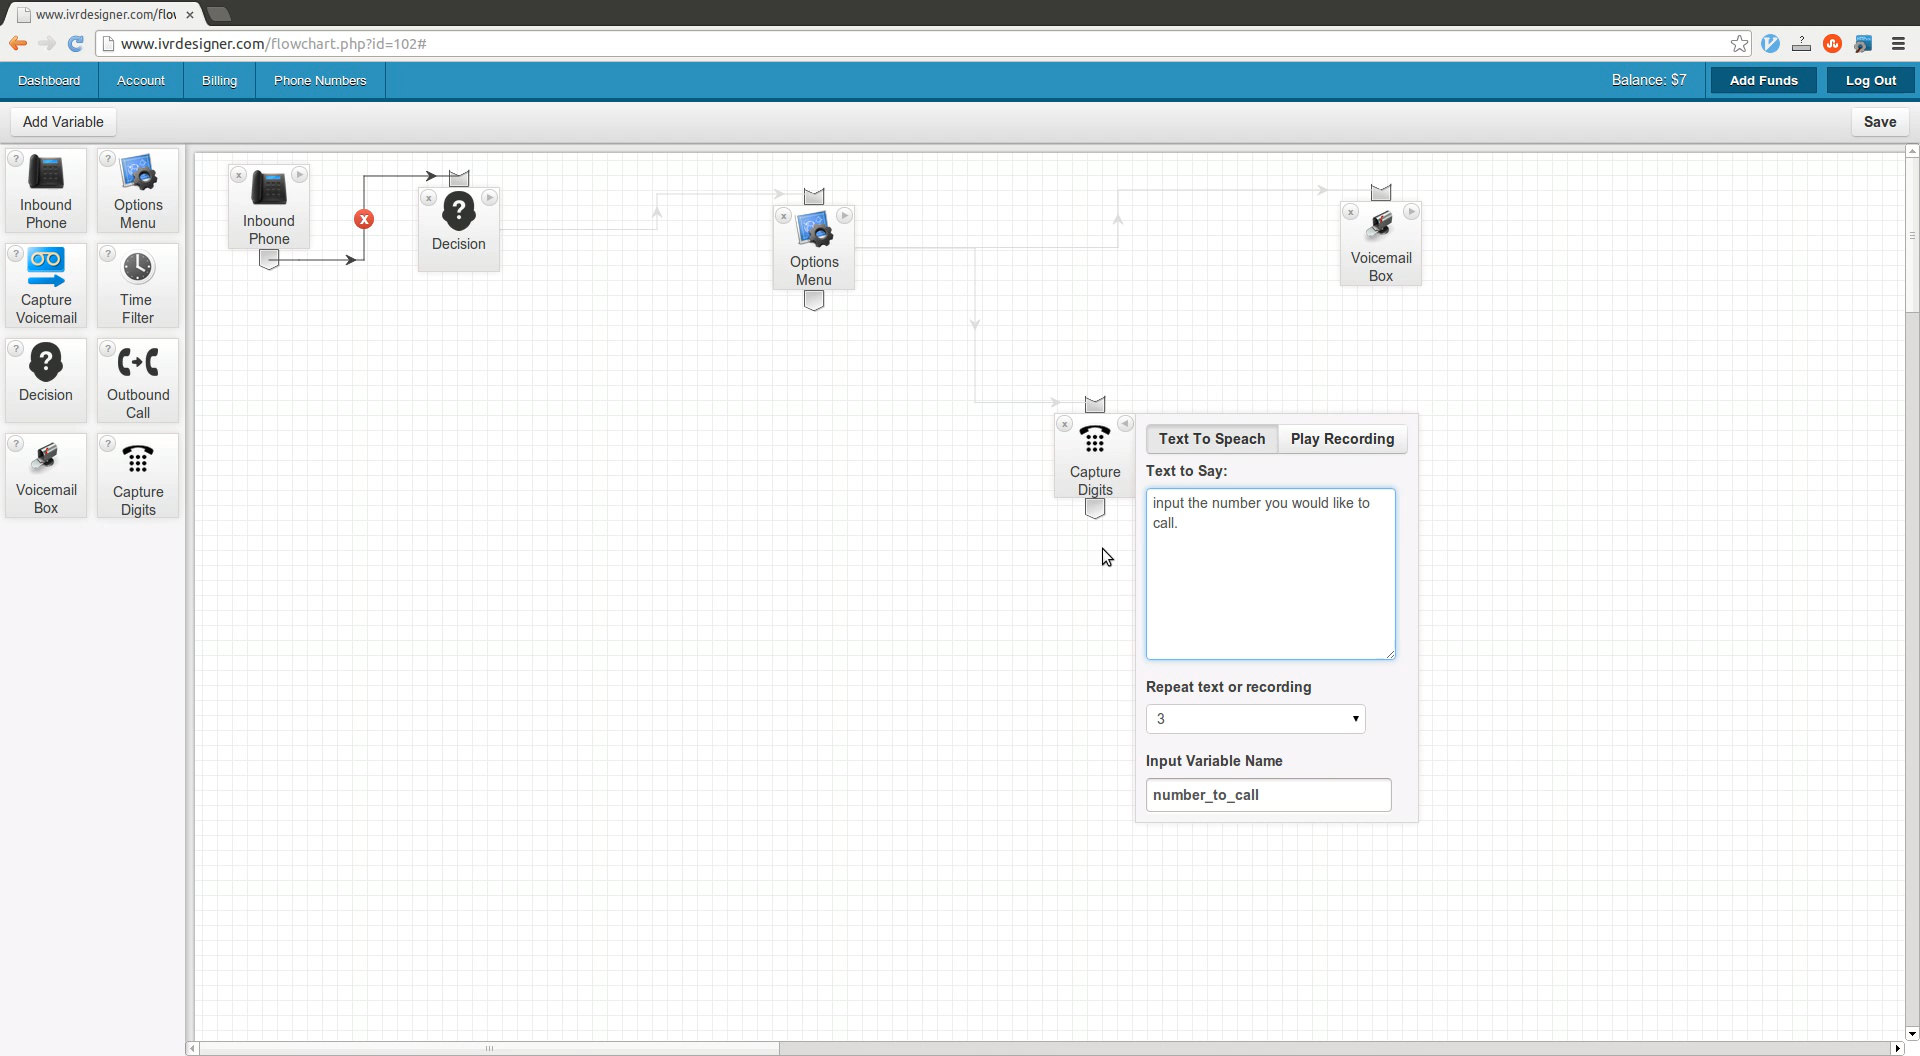 www.ivrdesigner.com/flov
www.ivrdesigner.com/flowchart.php?id=102#
Dashboard
Account
Billing
Phone Numbers
Balance: $7
Add Funds
Log Out
Add Variable
Save
Inbound
Phone
Options
Menu
Capture
Voicemail
Time
Filter
Decision
Outbound
Call
Voicemail
Box
Capture
Digits
Inbound
Phone
X
Decision
Options
Menu
Voicemail
Box
Capture
Digits
Text To Speach
Play Recording
Text to Say:
input the number you would like to
call.
Repeat text or recording
3
Input Variable Name
number_to_call